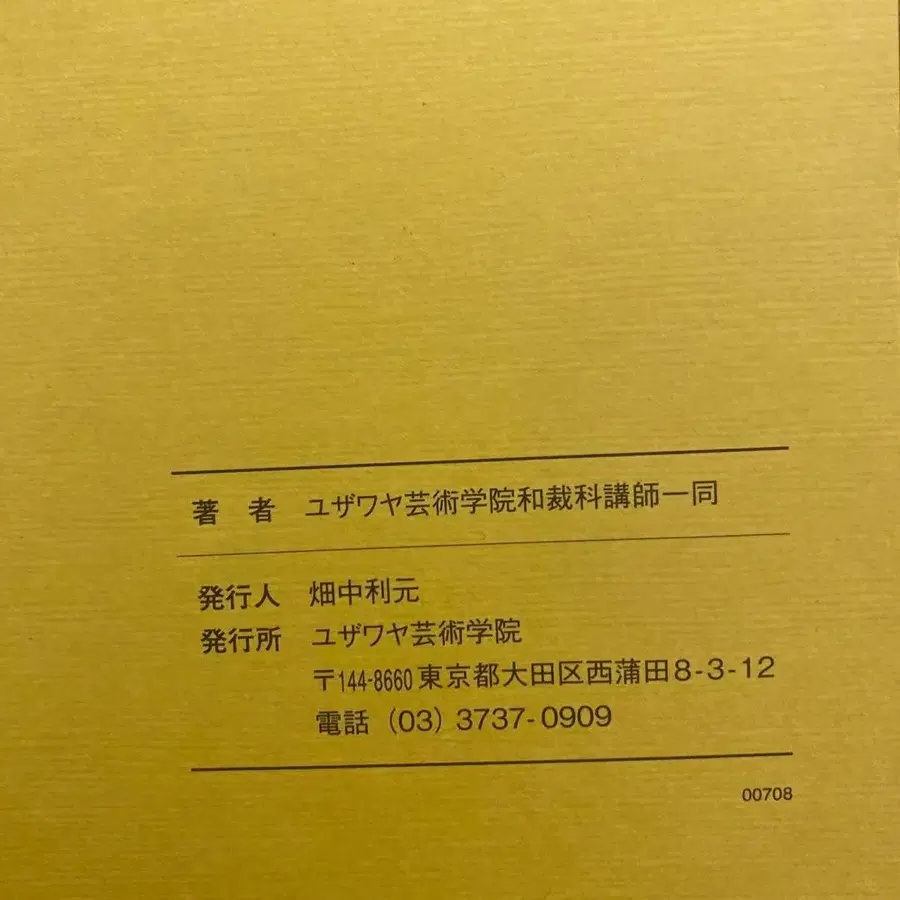 著 者 ユザワヤ芸術学院和裁科講師一同
発行人 畑中利元
発行所 ユザワヤ芸術学院
〒144-8660 東京都大田区西蒲田8-3-12
電話 (03) 3737-0909
00708